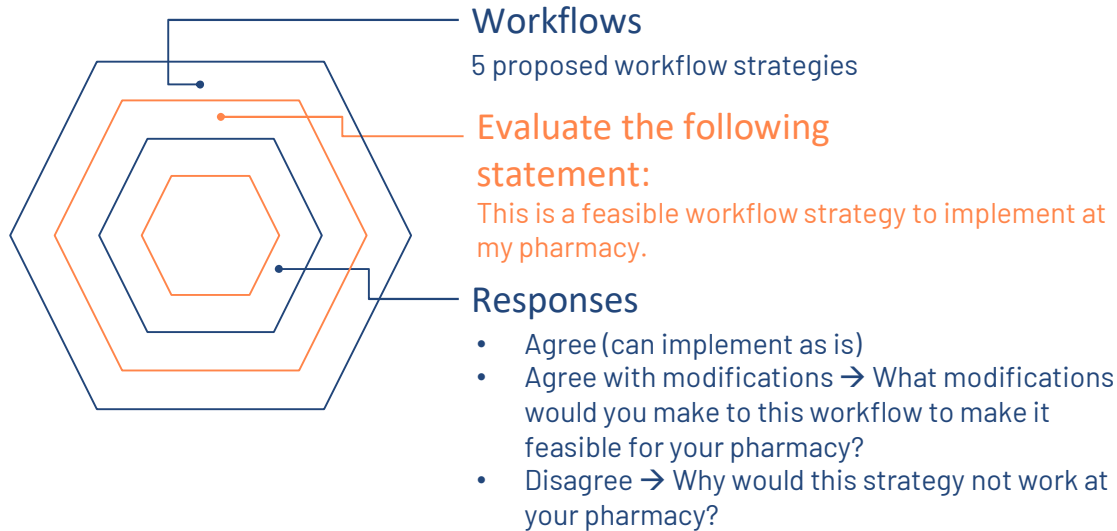 Workflows
5 proposed workflow strategies
Evaluate the following
statement:
This is a feasible workflow strategy to implement at
my pharmacy.
Responses
• Agree (can implement as is)
• Agree with modifications → What modifications
would you make to this workflow to make it
feasible for your pharmacy?
• Disagree → Why would this strategy not work at
your pharmacy?